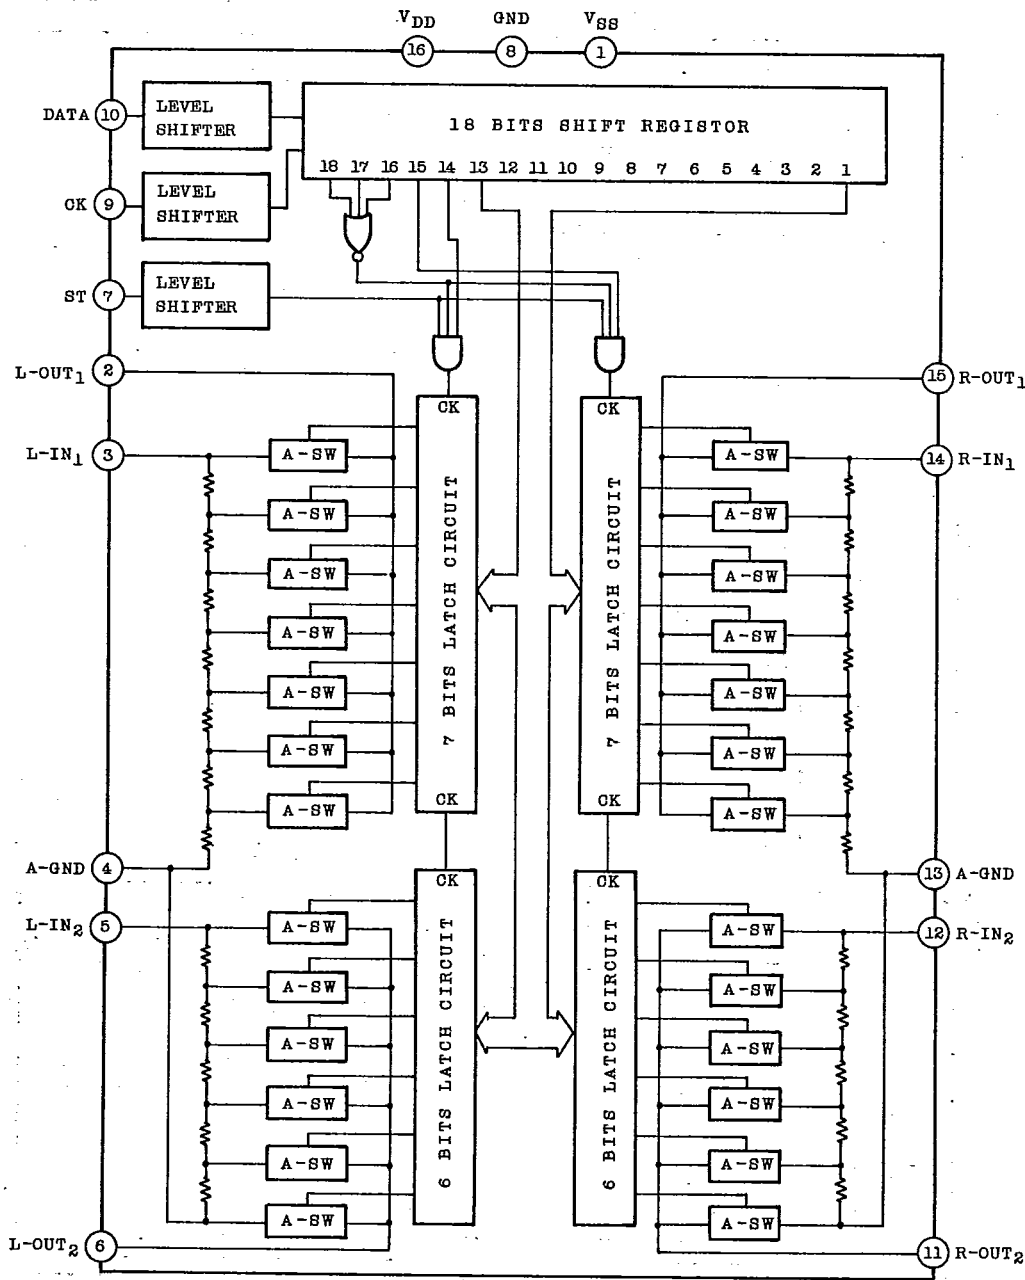 VDD GND VSS
16 8 1
DATA 10 LEVEL SHIFTER
18 BITS SHIFT REGISTOR
18 17 16 15 14 13 12 11 10 9 8 7 6 5 4 3 2 1
CK 9 LEVEL SHIFTER
ST 7 LEVEL SHIFTER
L-OUT1 2
15 R-OUT1
CK
CK
L-IN1 3
A-SW
A-SW
A-SW
A-SW
A-SW
A-SW
A-SW
7 BITS LATCH CIRCUIT
7 BITS LATCH CIRCUIT
A-SW
A-SW
A-SW
A-SW
A-SW
A-SW
A-SW
14 R-IN1
CK
CK
A-GND 4
13 A-GND
CK
CK
L-IN2 5
A-SW
A-SW
A-SW
A-SW
A-SW
A-SW
6 BITS LATCH CIRCUIT
6 BITS LATCH CIRCUIT
A-SW
A-SW
A-SW
A-SW
A-SW
A-SW
12 R-IN2
L-OUT2 6
11 R-OUT2